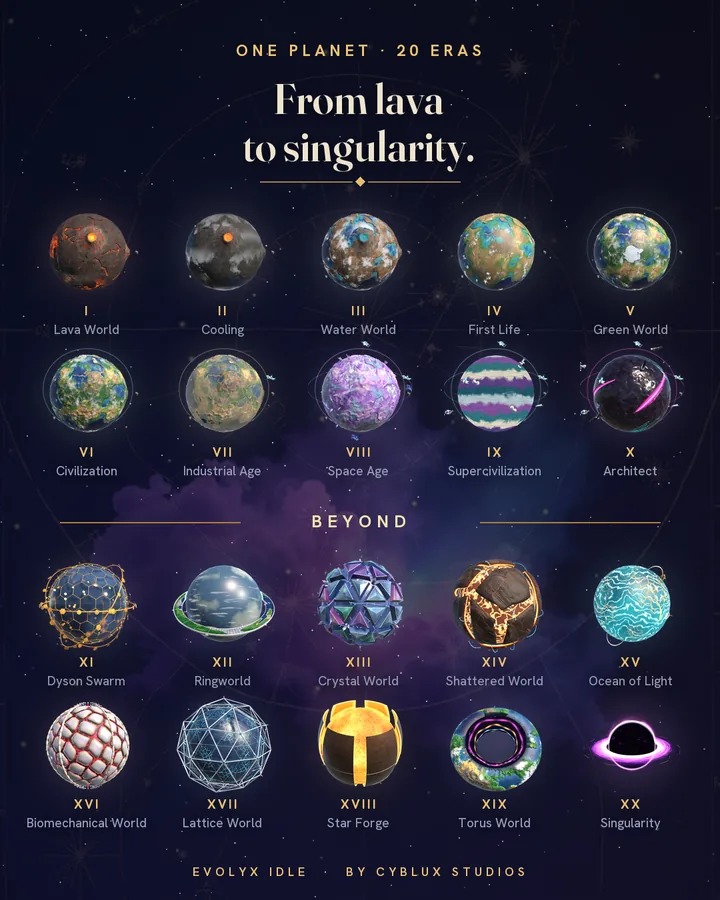 ONE PLANET · 20 ERAS
From lava
to singularity.
I
Lava World
II
Cooling
III
Water World
IV
First Life
V
Green World
VI
Civilization
VII
Industrial Age
VIII
Space Age
IX
Supercivilization
X
Architect
BEYOND
XI
Dyson Swarm
XII
Ringworld
XIII
Crystal World
XIV
Shattered World
XV
Ocean of Light
XVI
Biomechanical World
XVII
Lattice World
XVIII
Star Forge
XIX
Torus World
XX
Singularity
EVOLYX IDLE · BY CYBLUX STUDIOS